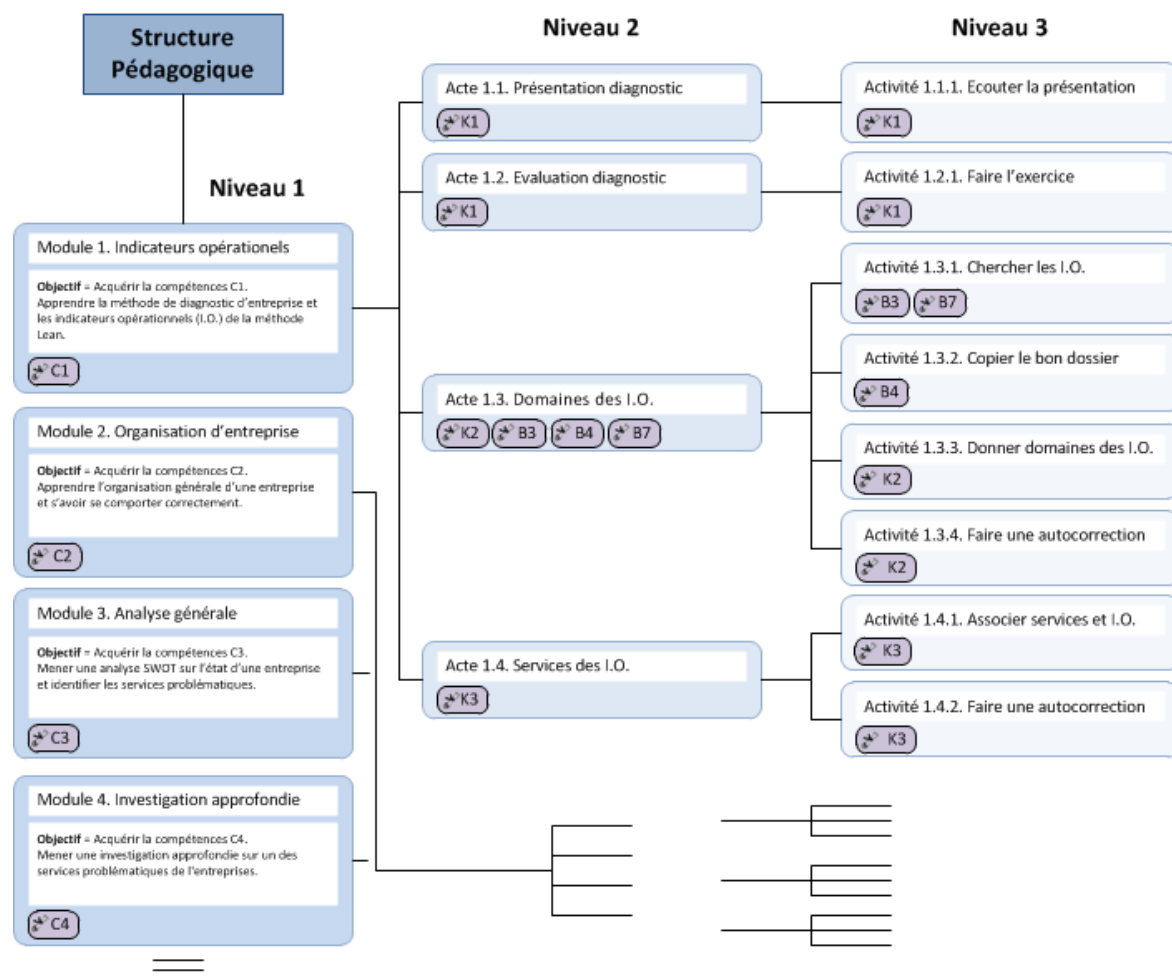 Structure
Pédagogique
Niveau 1
Niveau 2
Niveau 3
Module 1. Indicateurs opérationels
Objectif = Acquérir la compétences C1.
Apprendre la méthode de diagnostic d'entreprise et
les indicateurs opérationnels (I.O.) de la méthode
Lean.
C1
Module 2. Organisation d'entreprise
Objectif = Acquérir la compétences C2.
Apprendre l'organisation générale d'une entreprise
et s'avoir se comporter correctement.
C2
Module 3. Analyse générale
Objectif = Acquérir la compétences C3.
Mener une analyse SWOT sur l'état d'une entreprise
et identifier les services problématiques.
C3
Module 4. Investigation approfondie
Objectif = Acquérir la compétences C4.
Mener une investigation approfondie sur un des
services problématiques de l'entreprises.
C4
Acte 1.1. Présentation diagnostic
K1
Acte 1.2. Evaluation diagnostic
K1
Acte 1.3. Domaines des I.O.
K2 B3 B4 B7
Acte 1.4. Services des I.O.
K3
Activité 1.1.1. Ecouter la présentation
K1
Activité 1.2.1. Faire l'exercice
K1
Activité 1.3.1. Chercher les I.O.
B3 B7
Activité 1.3.2. Copier le bon dossier
B4
Activité 1.3.3. Donner domaines des I.O.
K2
Activité 1.3.4. Faire une autocorrection
K2
Activité 1.4.1. Associer services et I.O.
K3
Activité 1.4.2. Faire une autocorrection
K3